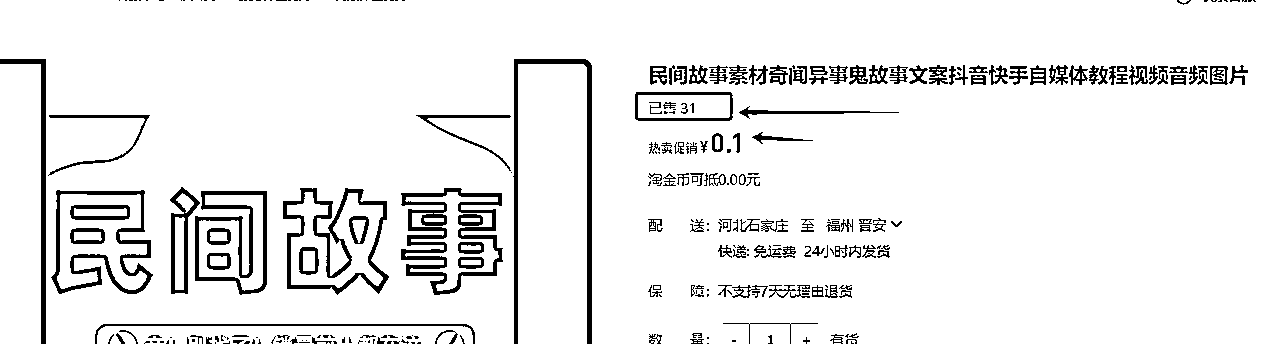 民间故事素材奇闻异事鬼故事文案抖音快手自媒体教程视频音频图片
已售 31
热卖促销¥0.1
淘金币可抵0.00元
配 送: 河北石家庄 至 福州 晋安
快递: 免运费 24小时内发货
保 障: 不支持7天无理由退货
数 量: - 1 + 有货
民间故事